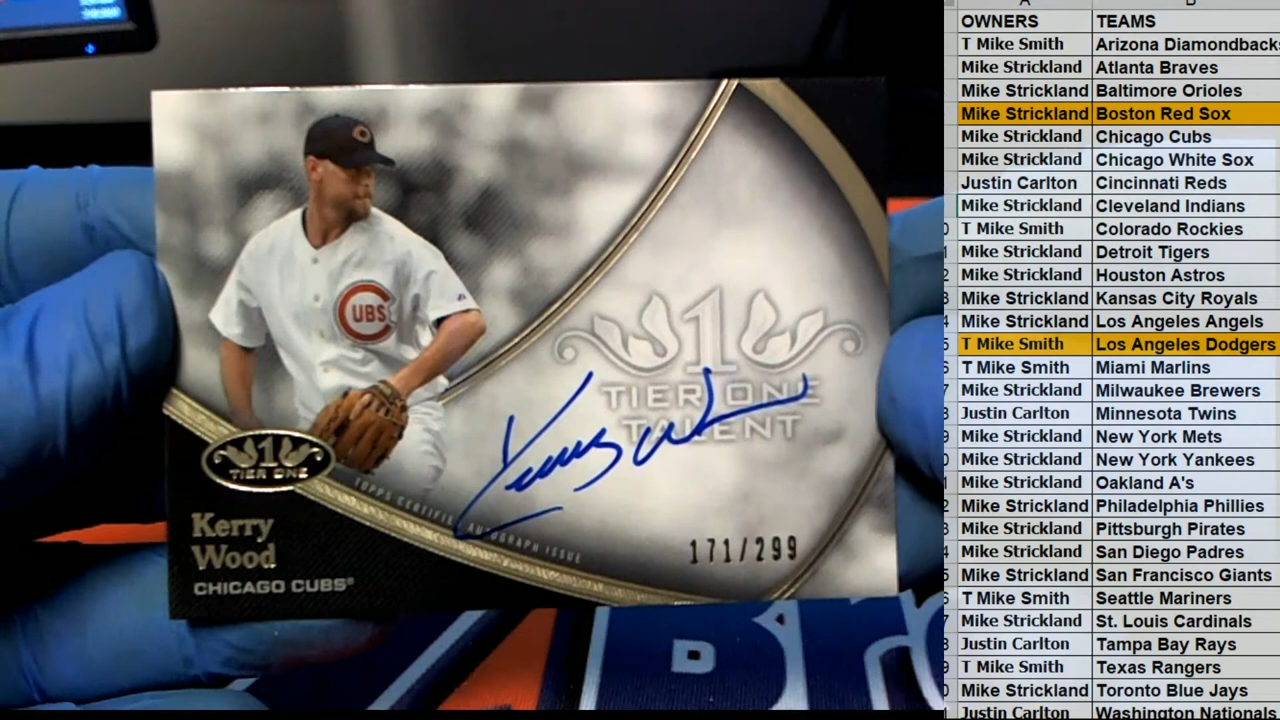 CUBS
1
TIER ONE
TALENT
Kerry Wood
1
TIER ONE
TOPPS CERTIFIED AUTOGRAPH ISSUE
171/299
Kerry
Wood
CHICAGO CUBS®
Br
A B
OWNERS TEAMS
T Mike Smith Arizona Diamondbacks
Mike Strickland Atlanta Braves
Mike Strickland Baltimore Orioles
Mike Strickland Boston Red Sox
Mike Strickland Chicago Cubs
Mike Strickland Chicago White Sox
Justin Carlton Cincinnati Reds
Mike Strickland Cleveland Indians
T Mike Smith Colorado Rockies
Mike Strickland Detroit Tigers
Mike Strickland Houston Astros
Mike Strickland Kansas City Royals
Mike Strickland Los Angeles Angels
T Mike Smith Los Angeles Dodgers
T Mike Smith Miami Marlins
Mike Strickland Milwaukee Brewers
Justin Carlton Minnesota Twins
Mike Strickland New York Mets
Mike Strickland New York Yankees
Mike Strickland Oakland A's
Mike Strickland Philadelphia Phillies
Mike Strickland Pittsburgh Pirates
Mike Strickland San Diego Padres
Mike Strickland San Francisco Giants
T Mike Smith Seattle Mariners
Mike Strickland St. Louis Cardinals
Justin Carlton Tampa Bay Rays
T Mike Smith Texas Rangers
Mike Strickland Toronto Blue Jays
Justin Carlton Washington Nationals